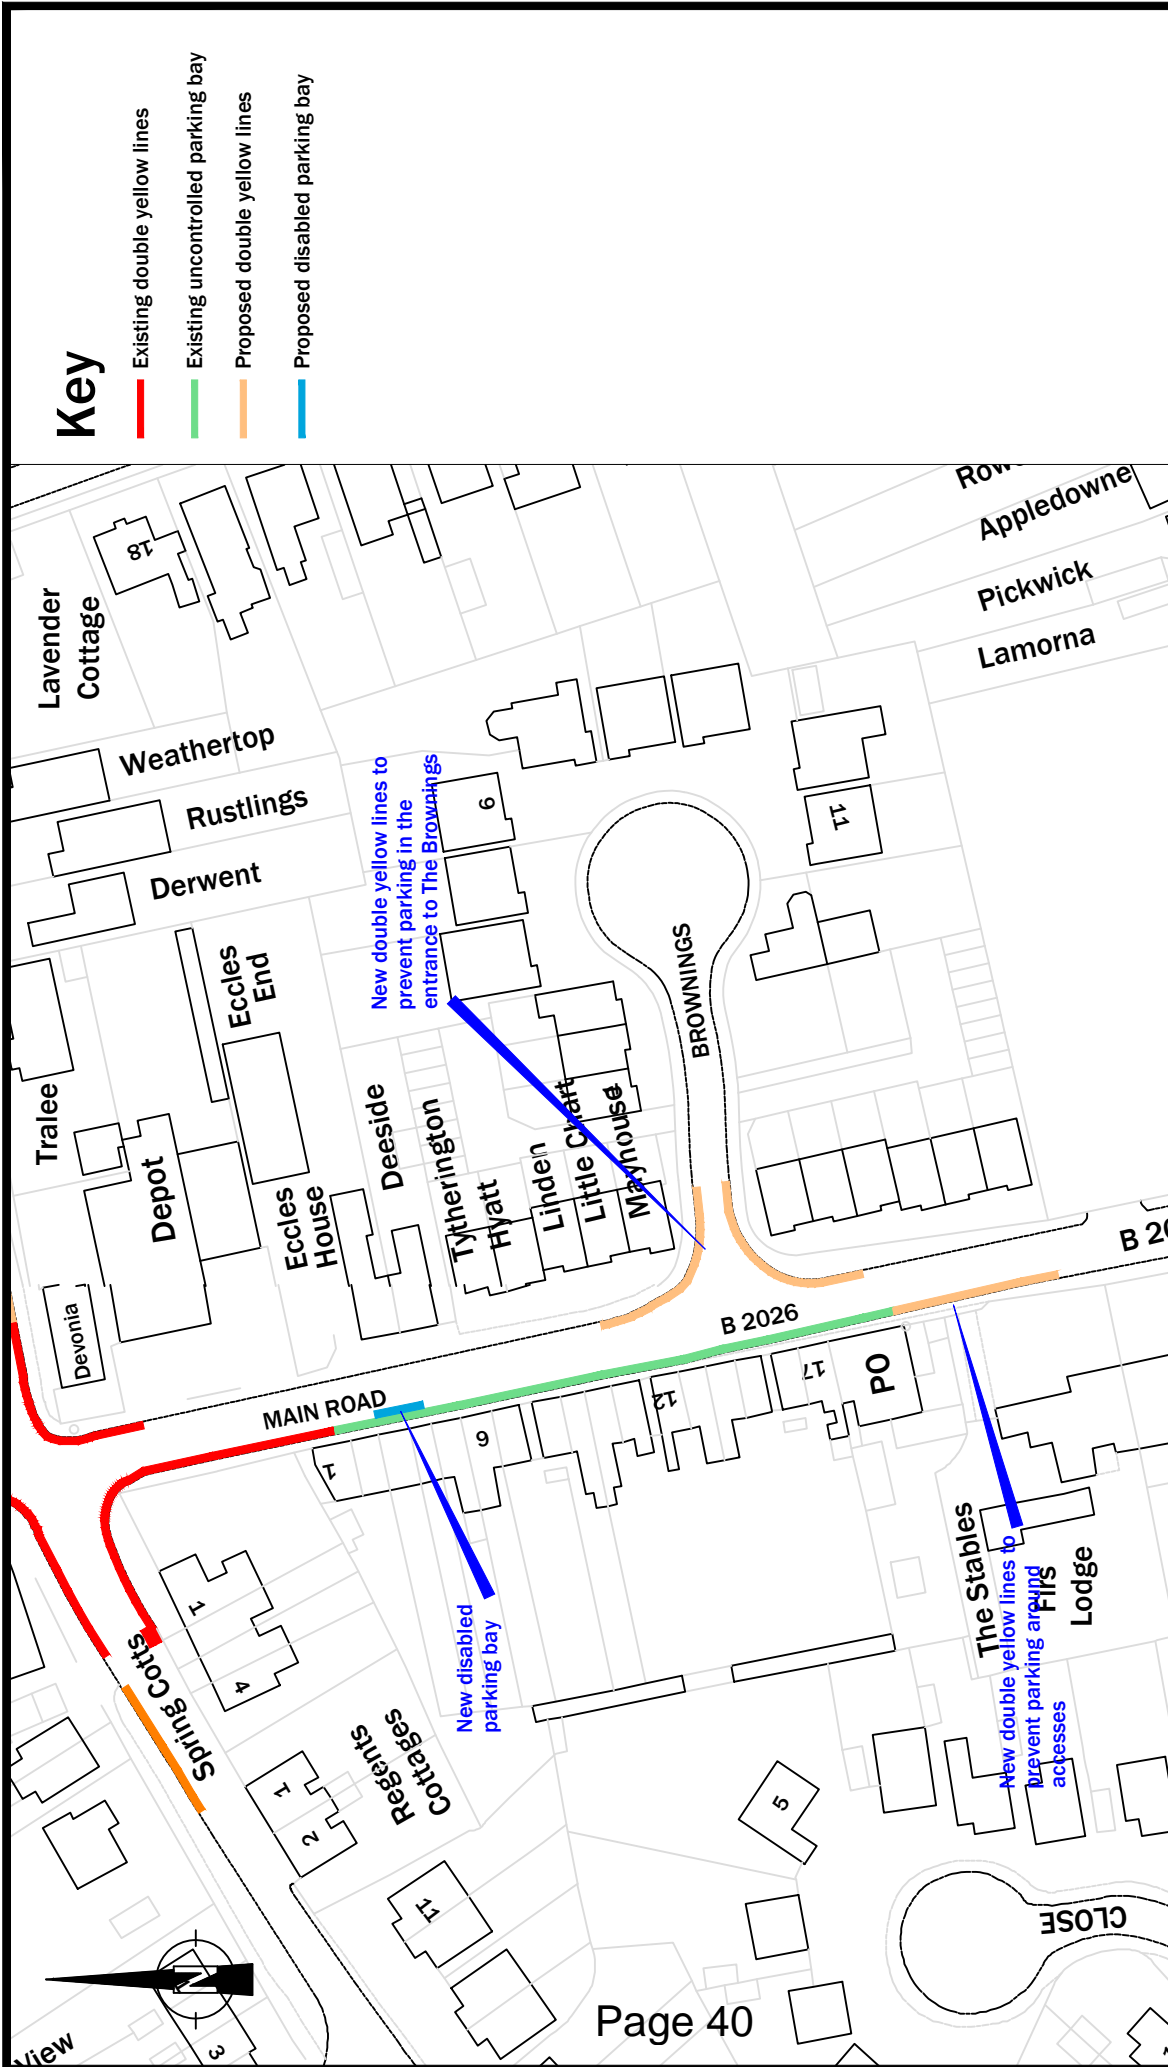 Key
Existing double yellow lines
Existing uncontrolled parking bay
Proposed double yellow lines
Proposed disabled parking bay
Lavender
Cottage
18
Weathertop
Rustlings
Derwent
Tralee
Eccles
End
Depot
Eccles
House
Devonia
Deeside
Tytherington
Hyatt
Linden
Little Chart
Mayhouse
New double yellow lines to
prevent parking in the
entrance to The Brownings
6
11
BROWNINGS
Appledowne
Pickwick
Lamorna
MAIN ROAD
B 2026
1
6
12
17
PO
New disabled
parking bay
The Stables
Firs
Lodge
New double yellow lines to
prevent parking around
accesses
Spring Cotts
1
4
Regents
Cottages
1
2
11
5
CLOSE
3
View
N
Page 40